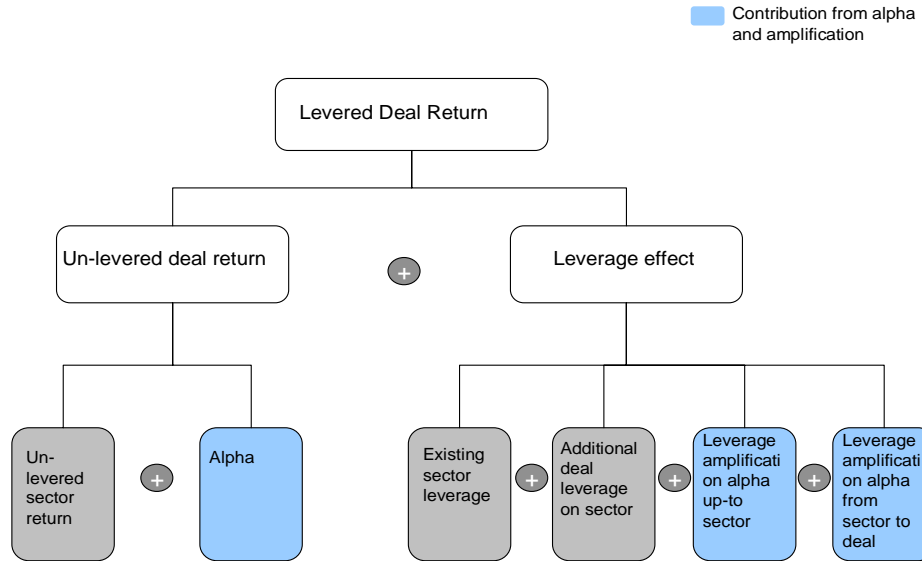 Contribution from alpha
and amplification
Levered Deal Return
Un-levered deal return
+
Leverage effect
Un-
levered
sector
return
+
Alpha
Existing
sector
leverage
+
Additional
deal
leverage
on sector
+
Leverage
amplificati
on alpha
up-to
sector
+
Leverage
amplificati
on alpha
from
sector to
deal